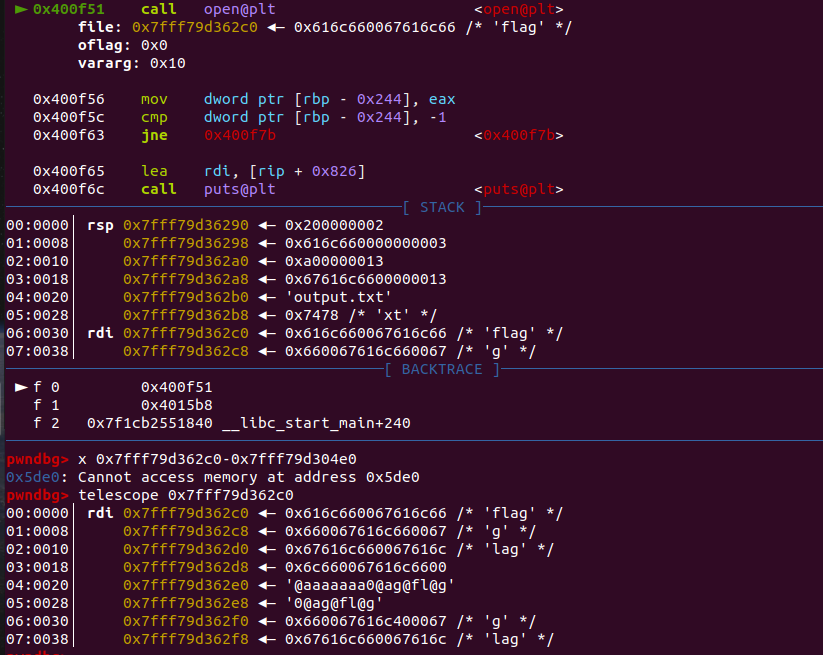 ► 0x400f51    call   open@plt                      <open@plt>
        file: 0x7fff79d362c0 ◂— 0x616c660067616c66 /* 'flag' */
        oflag: 0x0
        vararg: 0x10
   0x400f56    mov    dword ptr [rbp - 0x244], eax
   0x400f5c    cmp    dword ptr [rbp - 0x244], -1
   0x400f63    jne    0x400f7b                      <0x400f7b>
   0x400f65    lea    rdi, [rip + 0x826]
   0x400f6c    call   puts@plt                      <puts@plt>
[ STACK ]
00:0000│ rsp 0x7fff79d36290 ◂— 0x200000002
01:0008│     0x7fff79d36298 ◂— 0x616c660000000003
02:0010│     0x7fff79d362a0 ◂— 0xa00000013
03:0018│     0x7fff79d362a8 ◂— 0x67616c6600000013
04:0020│     0x7fff79d362b0 ◂— 'output.txt'
05:0028│     0x7fff79d362b8 ◂— 0x7478 /* 'xt' */
06:0030│ rdi 0x7fff79d362c0 ◂— 0x616c660067616c66 /* 'flag' */
07:0038│     0x7fff79d362c8 ◂— 0x660067616c660067 /* 'g' */
[ BACKTRACE ]
► f 0         0x400f51
  f 1         0x4015b8
  f 2   0x7f1cb2551840 __libc_start_main+240
pwndbg> x 0x7fff79d362c0-0x7fff79d304e0
0x5de0: Cannot access memory at address 0x5de0
pwndbg> telescope 0x7fff79d362c0
00:0000│ rdi 0x7fff79d362c0 ◂— 0x616c660067616c66 /* 'flag' */
01:0008│     0x7fff79d362c8 ◂— 0x660067616c660067 /* 'g' */
02:0010│     0x7fff79d362d0 ◂— 0x67616c660067616c /* 'lag' */
03:0018│     0x7fff79d362d8 ◂— 0x6c660067616c6600
04:0020│     0x7fff79d362e0 ◂— '@aaaaaaa0@ag@fl@g'
05:0028│     0x7fff79d362e8 ◂— '0@ag@fl@g'
06:0030│     0x7fff79d362f0 ◂— 0x660067616c400067 /* 'g' */
07:0038│     0x7fff79d362f8 ◂— 0x67616c660067616c /* 'lag' */